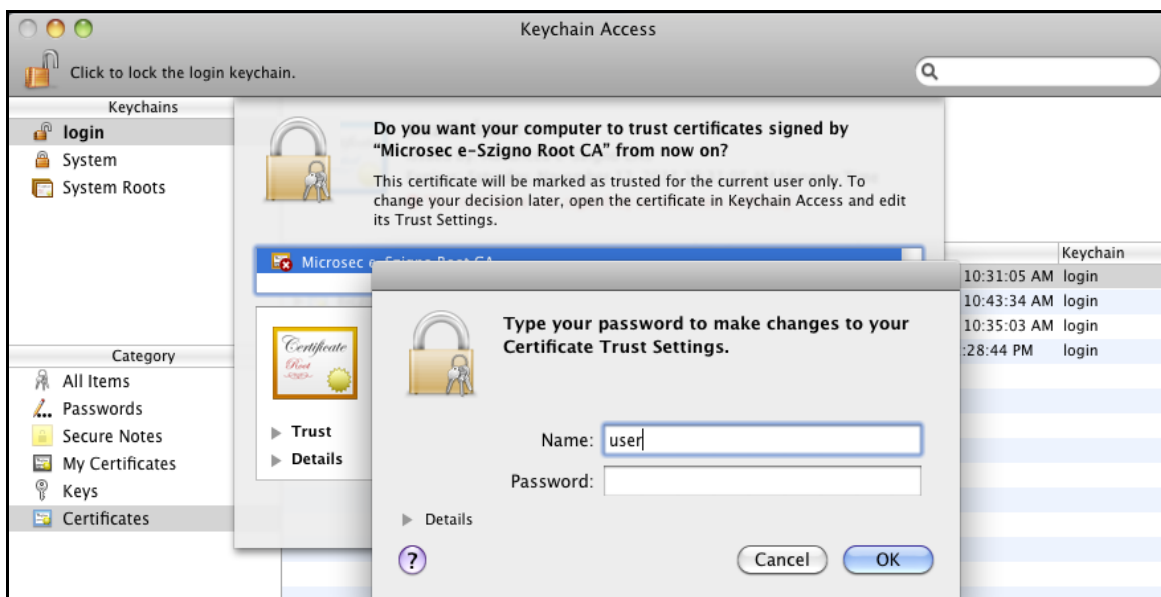 Keychain Access
Click to lock the login keychain.
Keychains
login
System
System Roots
Do you want your computer to trust certificates signed by
“Microsec e-Szigno Root CA” from now on?
This certificate will be marked as trusted for the current user only. To
change your decision later, open the certificate in Keychain Access and edit
its Trust Settings.
Microsec e-Szigno Root CA
Keychain
10:31:05 AM login
10:43:34 AM login
10:35:03 AM login
:28:44 PM login
Certificate
Root
Trust
Details
Type your password to make changes to your
Certificate Trust Settings.
Name: user
Password:
Details
?
Cancel
OK
Category
All Items
Passwords
Secure Notes
My Certificates
Keys
Certificates